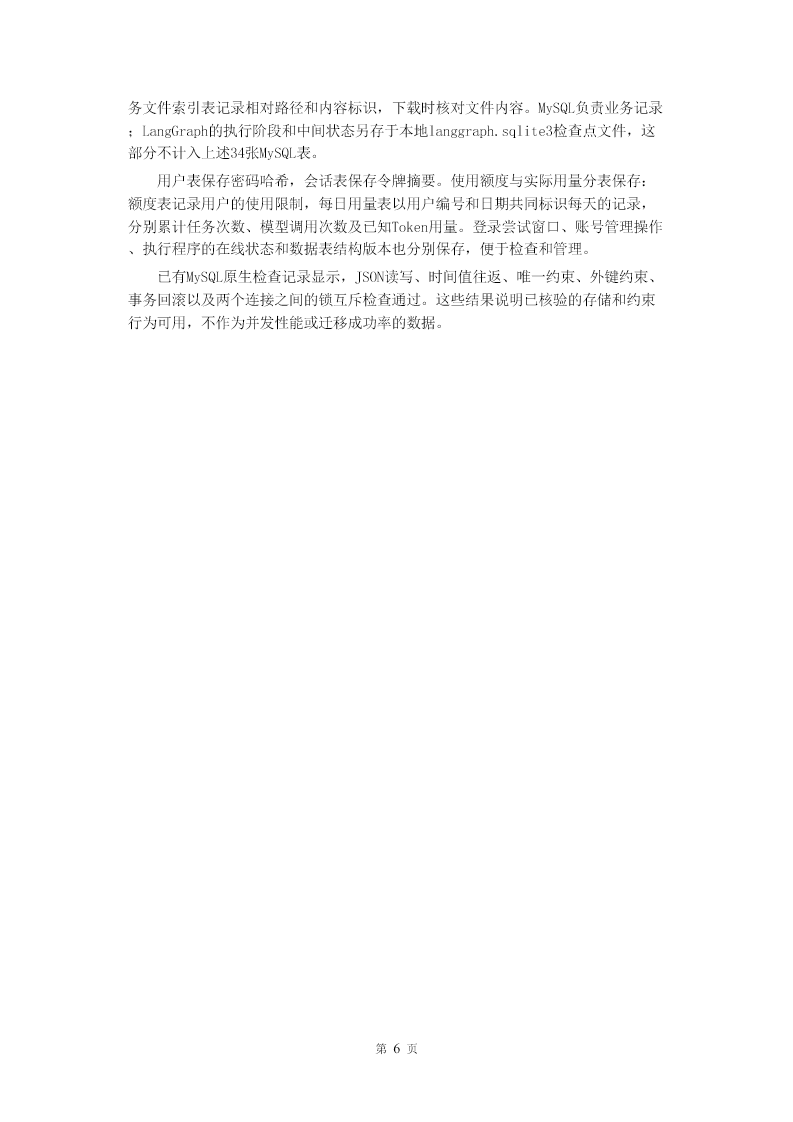 务文件索引表记录相对路径和内容标识，下载时核对文件内容。MySQL负责业务记录
；LangGraph的执行阶段和中间状态另存于本地langgraph.sqlite3检查点文件，这
部分不计入上述34张MySQL表。
用户表保存密码哈希，会话表保存令牌摘要。使用额度与实际用量分表保存：
额度表记录用户的使用限制，每日用量表以用户编号和日期共同标识每天的记录，
分别累计任务次数、模型调用次数及已知Token用量。登录尝试窗口、账号管理操作
、执行程序的在线状态和数据表结构版本也分别保存，便于检查和管理。
已有MySQL原生检查记录显示，JSON读写、时间值往返、唯一约束、外键约束、
事务回滚以及两个连接之间的锁互斥检查通过。这些结果说明已核验的存储和约束
行为可用，不作为并发性能或迁移成功率的数据。
第 6 页